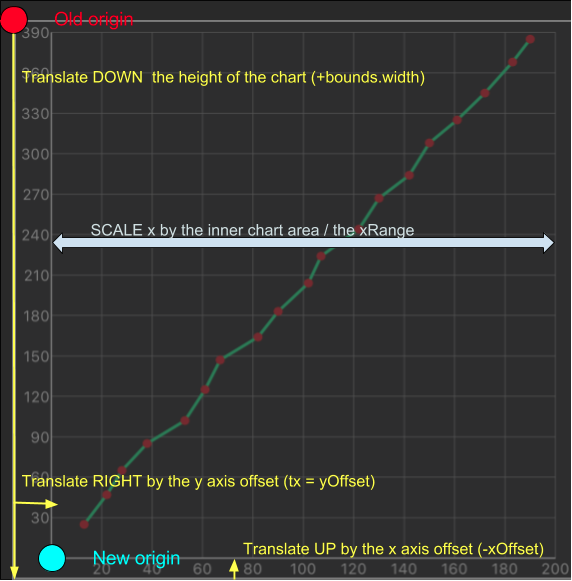 Old origin
390
Translate DOWN  the height of the chart (+bounds.width)
360
330
300
270
SCALE x by the inner chart area / the xRange
240
210
180
150
120
90
60
Translate RIGHT by the y axis offset (tx = yOffset)
30
Translate UP by the x axis offset (-xOffset)
New origin
20 40 60 80 100 120 140 160 180 200